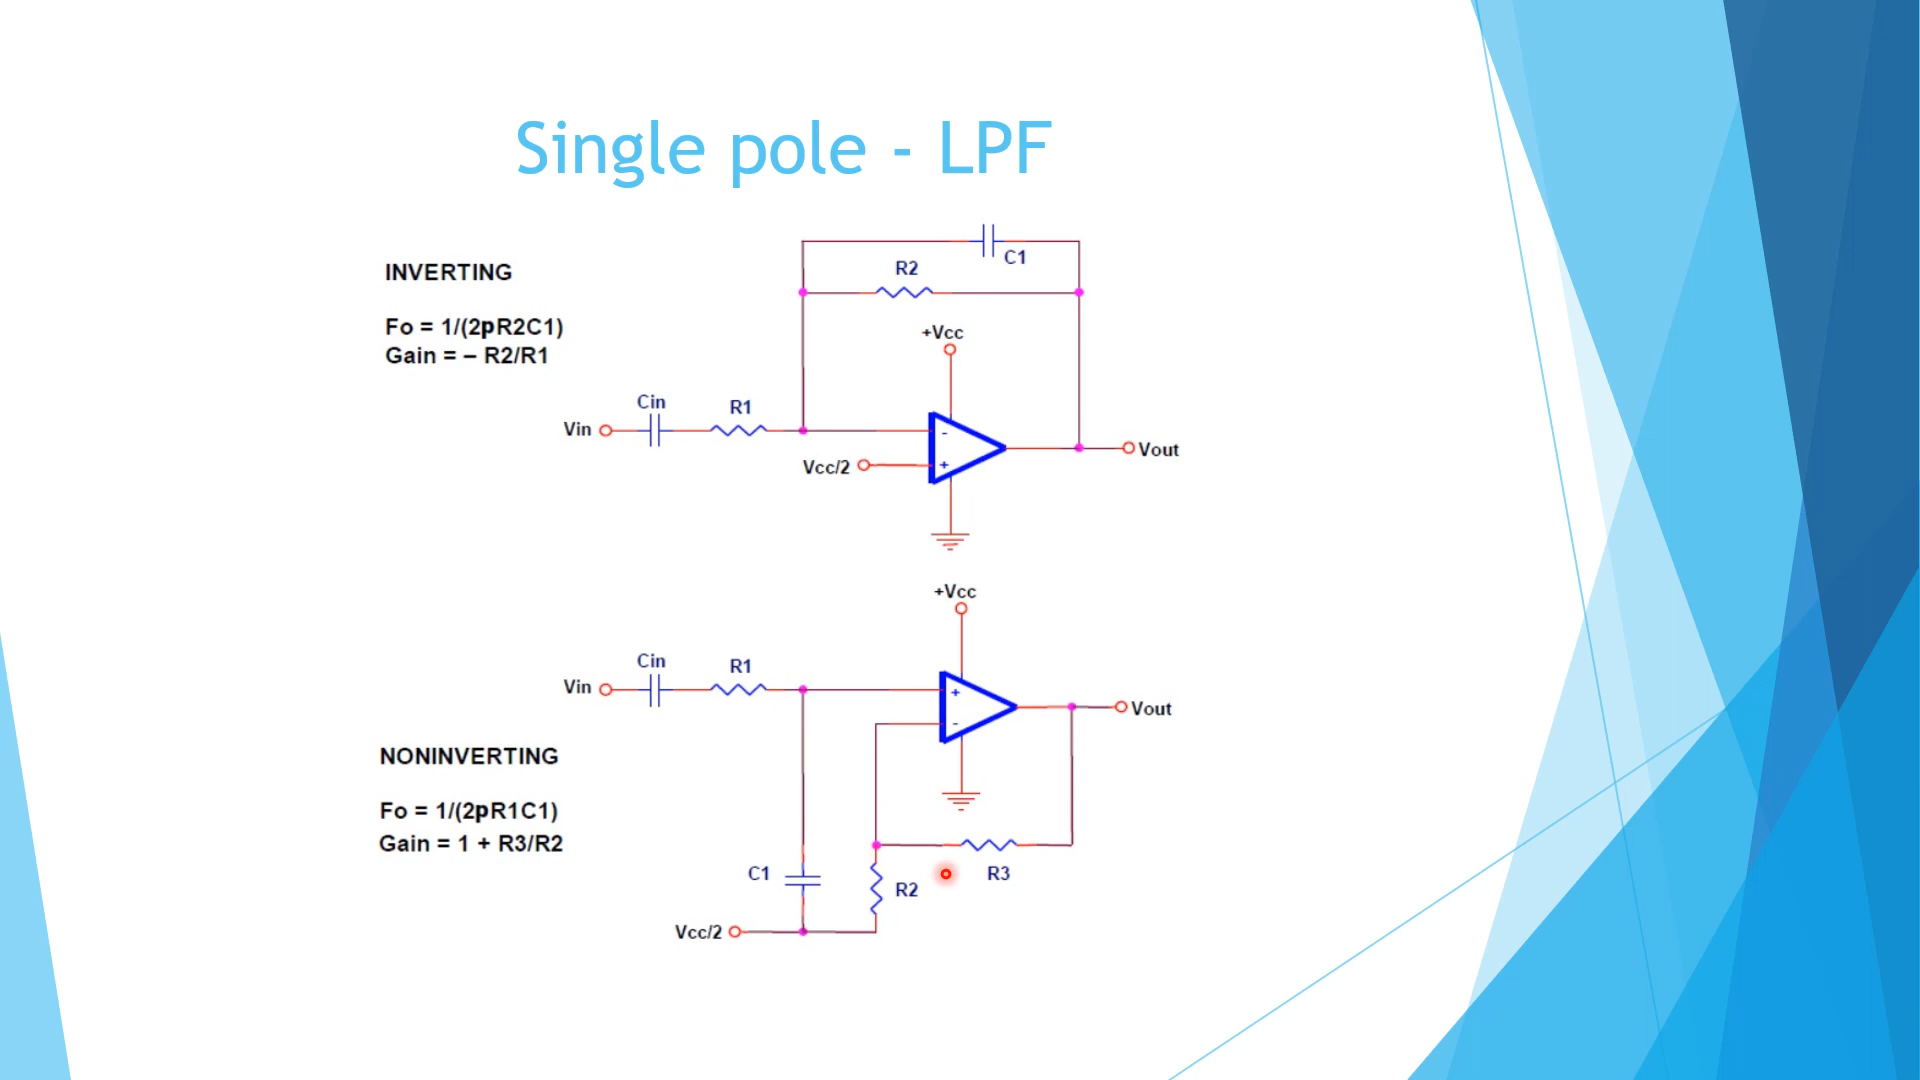 Single pole - LPF
INVERTING
Fo = 1/(2pR2C1)
Gain = – R2/R1
C1
R2
+Vcc
Cin
R1
Vin
-
Vcc/2
+
Vout
+Vcc
Cin
R1
Vin
+
-
Vout
NONINVERTING
Fo = 1/(2pR1C1)
Gain = 1 + R3/R2
C1
R2
R3
Vcc/2